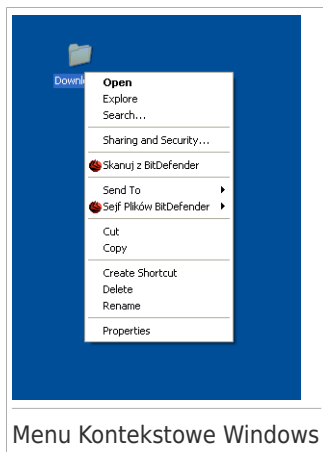 Open
Explore
Search...
Sharing and Security...
Skanuj z BitDefender
Send To
Sejf Plików BitDefender
Cut
Copy
Create Shortcut
Delete
Rename
Properties
Menu Kontekstowe Windows